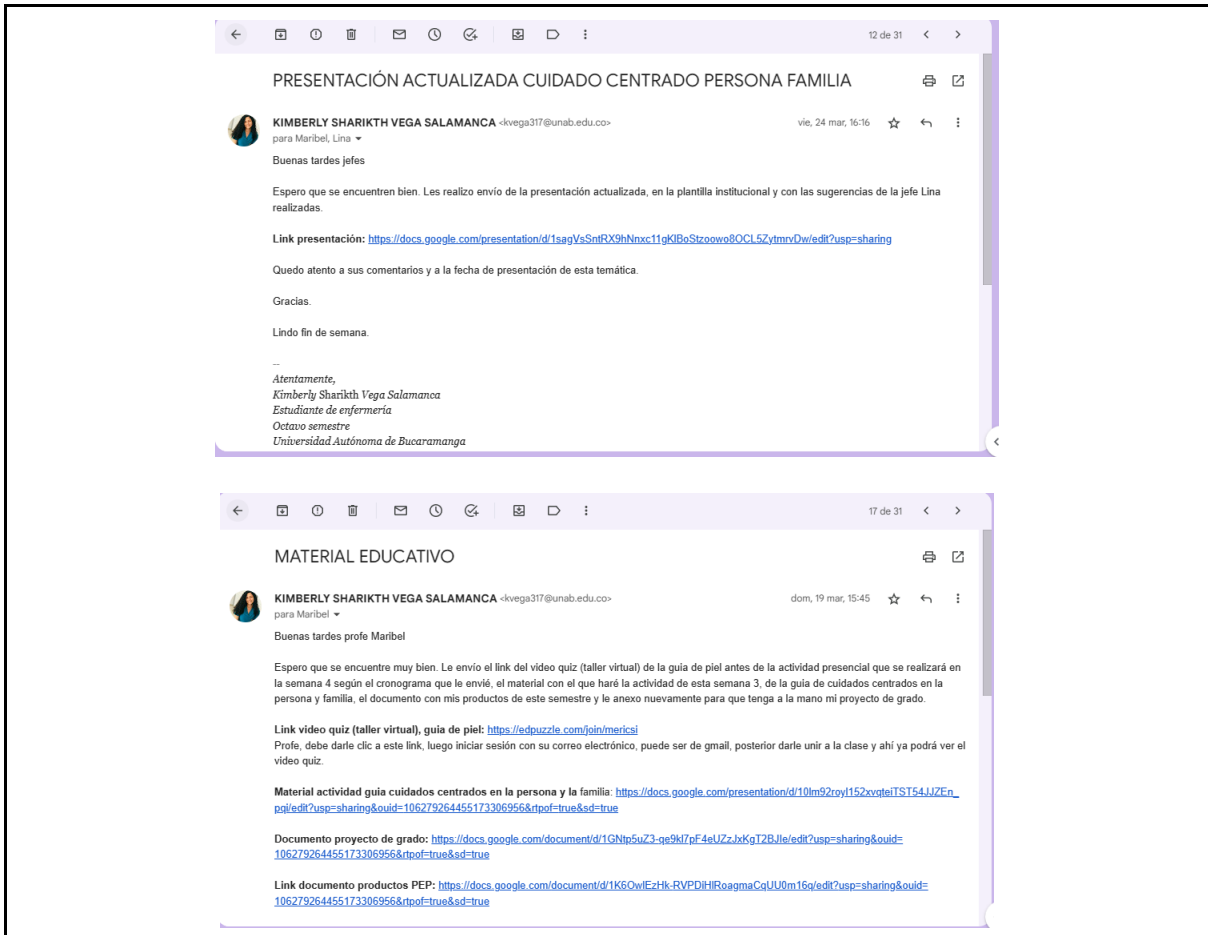 12 de 31
PRESENTACIÓN ACTUALIZADA CUIDADO CENTRADO PERSONA FAMILIA
KIMBERLY SHARIKTH VEGA SALAMANCA <kvega317@unab.edu.co>
vie, 24 mar, 16:16
para Maribel, Lina
Buenas tardes jefes
Espero que se encuentren bien. Les realizo envío de la presentación actualizada, en la plantilla institucional y con las sugerencias de la jefe Lina
realizadas.
Link presentación: https://docs.google.com/presentation/d/1sagVsSntRX9hNnxc11gKlBoStzoowo8OCL5ZytmrvDw/edit?usp=sharing
Quedo atento a sus comentarios y a la fecha de presentación de esta temática.
Gracias.
Lindo fin de semana.
--
Atentamente,
Kimberly Sharikth Vega Salamanca
Estudiante de enfermería
Octavo semestre
Universidad Autónoma de Bucaramanga
17 de 31
MATERIAL EDUCATIVO
KIMBERLY SHARIKTH VEGA SALAMANCA <kvega317@unab.edu.co>
dom, 19 mar, 15:45
para Maribel
Buenas tardes profe Maribel
Espero que se encuentre muy bien. Le envío el link del video quiz (taller virtual) de la guia de piel antes de la actividad presencial que se realizará en
la semana 4 según el cronograma que le envié, el material con el que haré la actividad de esta semana 3, de la guia de cuidados centrados en la
persona y familia, el documento con mis productos de este semestre y le anexo nuevamente para que tenga a la mano mi proyecto de grado.
Link video quiz (taller virtual), guia de piel: https://edpuzzle.com/join/mericsi
Profe, debe darle clic a este link, luego iniciar sesión con su correo electrónico, puede ser de gmail, posterior darle unir a la clase y ahí ya podrá ver el
video quiz.
Material actividad guia cuidados centrados en la persona y la familia: https://docs.google.com/presentation/d/10lm92royI152xvqteiTST54JJZEn_
pqi/edit?usp=sharing&ouid=106279264455173306956&rtpof=true&sd=true
Documento proyecto de grado: https://docs.google.com/document/d/1GNtp5uZ3-qe9kI7pF4eUZzJxKgT2BJle/edit?usp=sharing&ouid=
106279264455173306956&rtpof=true&sd=true
Link documento productos PEP: https://docs.google.com/document/d/1K6OwlEzHk-RVPDiHlRoagmaCqUU0m16q/edit?usp=sharing&ouid=
106279264455173306956&rtpof=true&sd=true